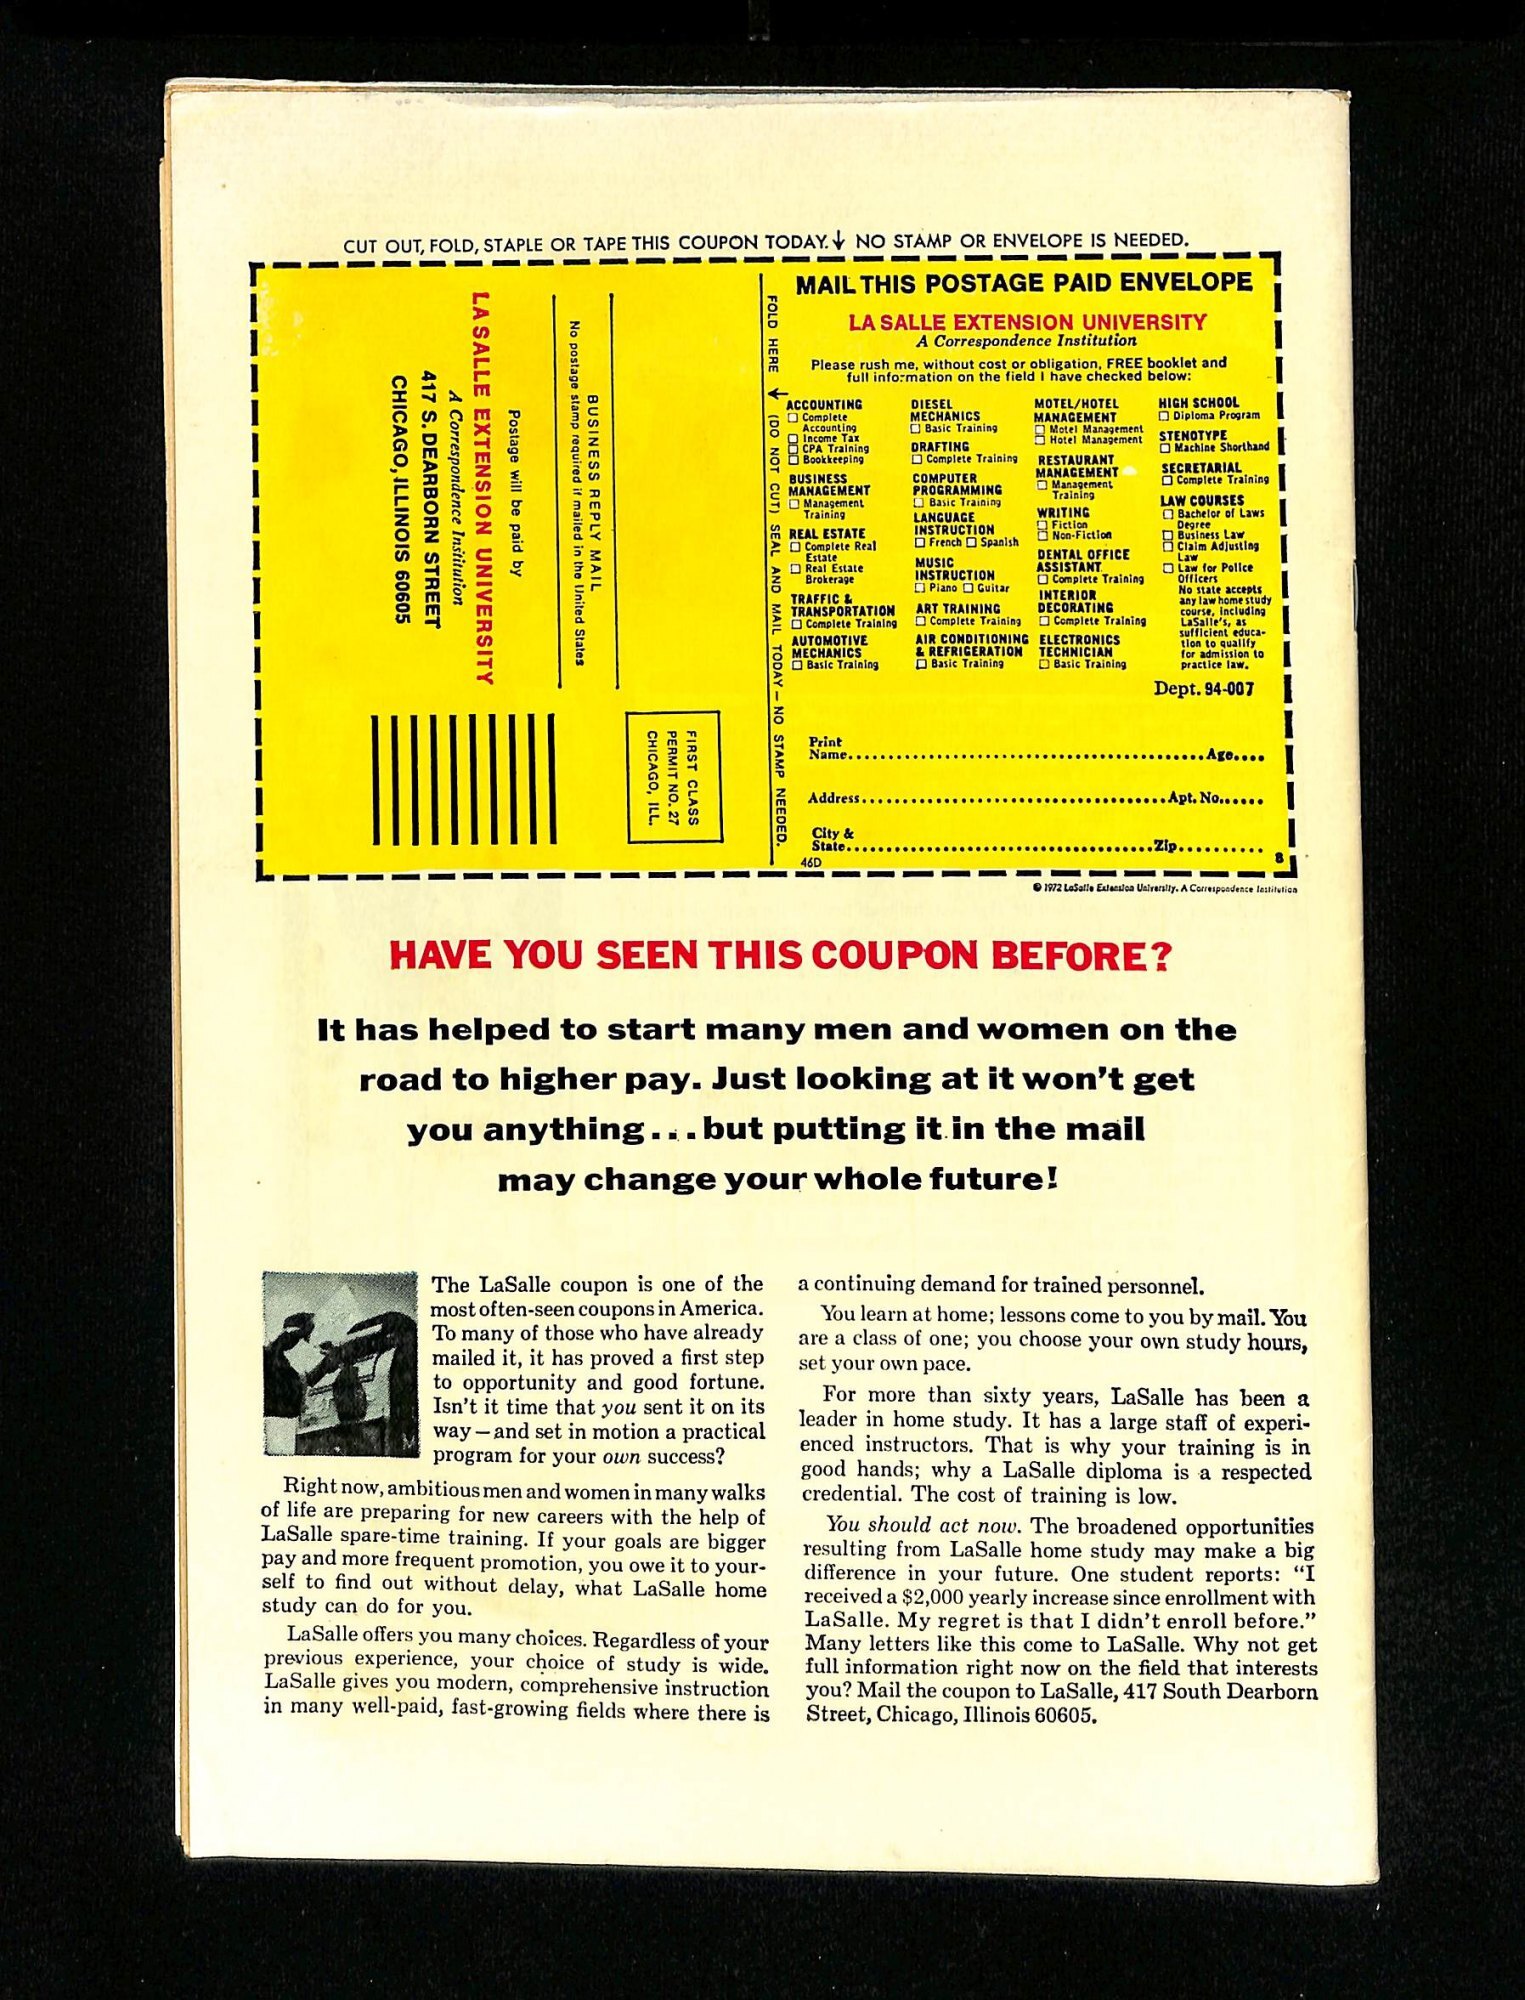 CUT OUT, FOLD, STAPLE OR TAPE THIS COUPON TODAY. ↓ NO STAMP OR ENVELOPE IS NEEDED.
FIRST CLASS
PERMIT NO. 27
CHICAGO, ILL.
BUSINESS REPLY MAIL
No postage stamp required if mailed in the United States
Postage will be paid by
LA SALLE EXTENSION UNIVERSITY
A Correspondence Institution
417 S. DEARBORN STREET
CHICAGO, ILLINOIS 60605
FOLD HERE ↓ (DO NOT CUT) SEAL AND MAIL TODAY — NO STAMP NEEDED.
MAIL THIS POSTAGE PAID ENVELOPE
LA SALLE EXTENSION UNIVERSITY
A Correspondence Institution
Please rush me, without cost or obligation, FREE booklet and
full information on the field I have checked below:
ACCOUNTING
☐ Complete
Accounting
☐ Income Tax
☐ CPA Training
☐ Bookkeeping
BUSINESS
MANAGEMENT
☐ Management
Training
REAL ESTATE
☐ Complete Real
Estate
☐ Real Estate
Brokerage
TRAFFIC &
TRANSPORTATION
☐ Complete Training
AUTOMOTIVE
MECHANICS
☐ Basic Training
DIESEL
MECHANICS
☐ Basic Training
DRAFTING
☐ Complete Training
COMPUTER
PROGRAMMING
☐ Basic Training
LANGUAGE
INSTRUCTION
☐ French ☐ Spanish
MUSIC
INSTRUCTION
☐ Piano ☐ Guitar
ART TRAINING
☐ Complete Training
AIR CONDITIONING
& REFRIGERATION
☐ Basic Training
MOTEL/HOTEL
MANAGEMENT
☐ Motel Management
☐ Hotel Management
RESTAURANT
MANAGEMENT
☐ Management
Training
WRITING
☐ Fiction
☐ Non-Fiction
DENTAL OFFICE
ASSISTANT
☐ Complete Training
INTERIOR
DECORATING
☐ Complete Training
ELECTRONICS
TECHNICIAN
☐ Basic Training
HIGH SCHOOL
☐ Diploma Program
STENOTYPE
☐ Machine Shorthand
SECRETARIAL
☐ Complete Training
LAW COURSES
☐ Bachelor of Laws
Degree
☐ Business Law
☐ Claim Adjusting
Law
☐ Law for Police
Officers
No state accepts
any law home study
course, including
LaSalle's, as
sufficient educa-
tion to qualify
for admission to
practice law.
Dept. 94-007
Print
Name.............................................Age....
Address......................................Apt. No......
City &
State......................................Zip..........
46D 8
© 1972 LaSalle Extension University. A Correspondence Institution
HAVE YOU SEEN THIS COUPON BEFORE?
It has helped to start many men and women on the
road to higher pay. Just looking at it won't get
you anything...but putting it in the mail
may change your whole future!
The LaSalle coupon is one of the
most often-seen coupons in America.
To many of those who have already
mailed it, it has proved a first step
to opportunity and good fortune.
Isn't it time that you sent it on its
way—and set in motion a practical
program for your own success?
Right now, ambitious men and women in many walks
of life are preparing for new careers with the help of
LaSalle spare-time training. If your goals are bigger
pay and more frequent promotion, you owe it to your-
self to find out without delay, what LaSalle home
study can do for you.
LaSalle offers you many choices. Regardless of your
previous experience, your choice of study is wide.
LaSalle gives you modern, comprehensive instruction
in many well-paid, fast-growing fields where there is
a continuing demand for trained personnel.
You learn at home; lessons come to you by mail. You
are a class of one; you choose your own study hours,
set your own pace.
For more than sixty years, LaSalle has been a
leader in home study. It has a large staff of experi-
enced instructors. That is why your training is in
good hands; why a LaSalle diploma is a respected
credential. The cost of training is low.
You should act now. The broadened opportunities
resulting from LaSalle home study may make a big
difference in your future. One student reports: "I
received a $2,000 yearly increase since enrollment with
LaSalle. My regret is that I didn't enroll before."
Many letters like this come to LaSalle. Why not get
full information right now on the field that interests
you? Mail the coupon to LaSalle, 417 South Dearborn
Street, Chicago, Illinois 60605.